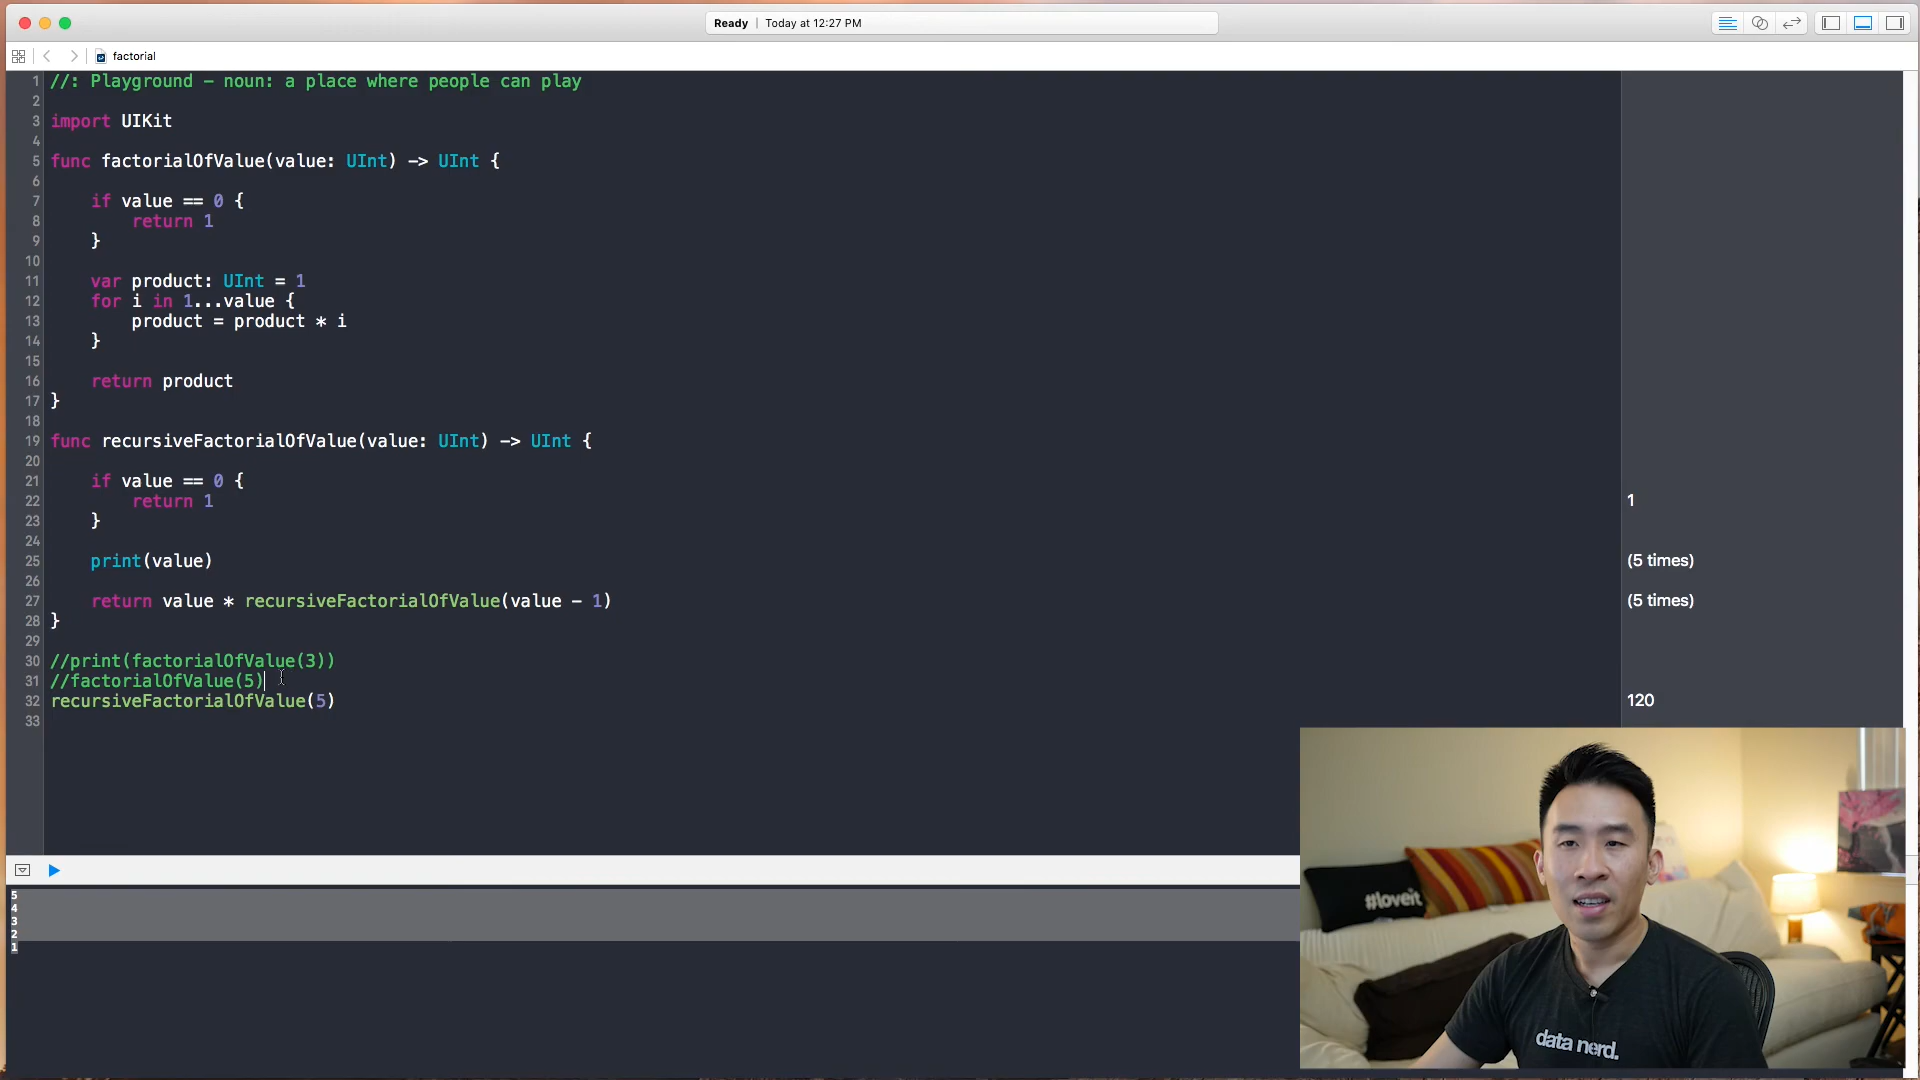 Ready | Today at 12:27 PM
factorial
1 //: Playground - noun: a place where people can play
2
3 import UIKit
4
5 func factorialOfValue(value: UInt) -> UInt {
6
7     if value == 0 {
8         return 1
9     }
10
11     var product: UInt = 1
12     for i in 1...value {
13         product = product * i
14     }
15
16     return product
17 }
18
19 func recursiveFactorialOfValue(value: UInt) -> UInt {
20
21     if value == 0 {
22         return 1
23     }
24
25     print(value)
26
27     return value * recursiveFactorialOfValue(value - 1)
28 }
29
30 //print(factorialOfValue(3))
31 //factorialOfValue(5)
32 recursiveFactorialOfValue(5)
33
1
(5 times)
(5 times)
120
5
4
3
2
1
#loveit
data nerd.